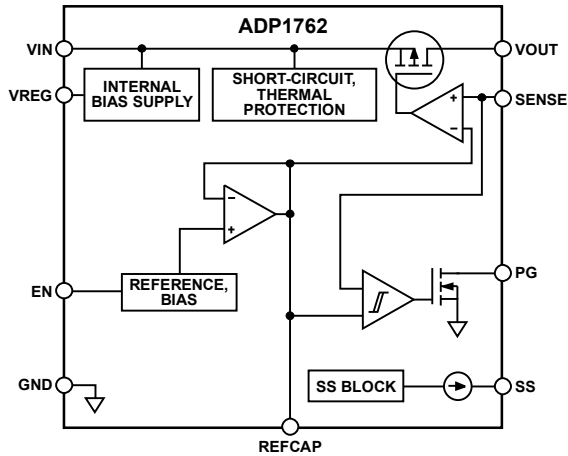 ADP1762
VIN
VOUT
INTERNAL
BIAS SUPPLY
SHORT-CIRCUIT,
THERMAL
PROTECTION
VREG
SENSE
+
−
−
+
REFERENCE,
BIAS
EN
PG
GND
SS BLOCK
SS
REFCAP